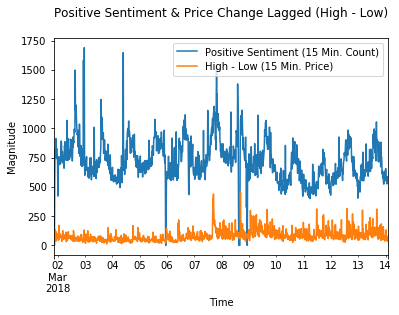 Positive Sentiment & Price Change Lagged (High - Low)
Positive Sentiment (15 Min. Count)
High - Low (15 Min. Price)
1750
1500
1250
1000
750
500
250
0
Magnitude
02 03 04 05 06 07 08 09 10 11 12 13 14
Mar
2018
Time